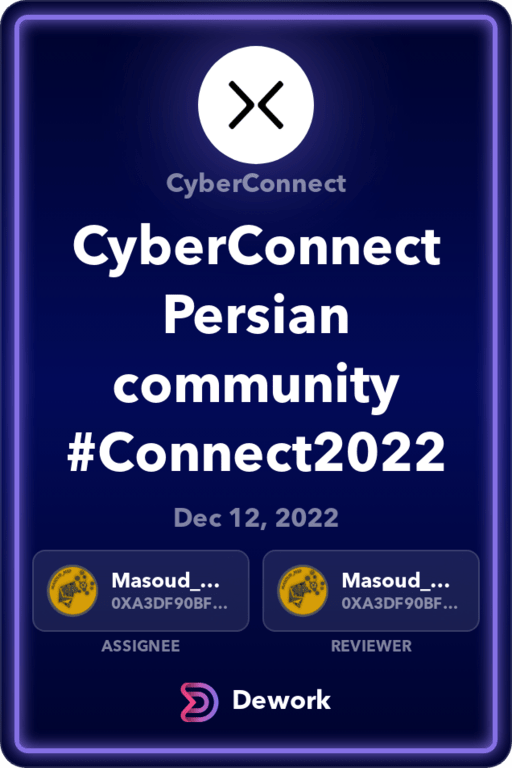 CyberConnect
CyberConnect
Persian
community
#Connect2022
Dec 12, 2022
Masoud_...
0XA3DF90BF...
ASSIGNEE
Masoud_...
0XA3DF90BF...
REVIEWER
Dework